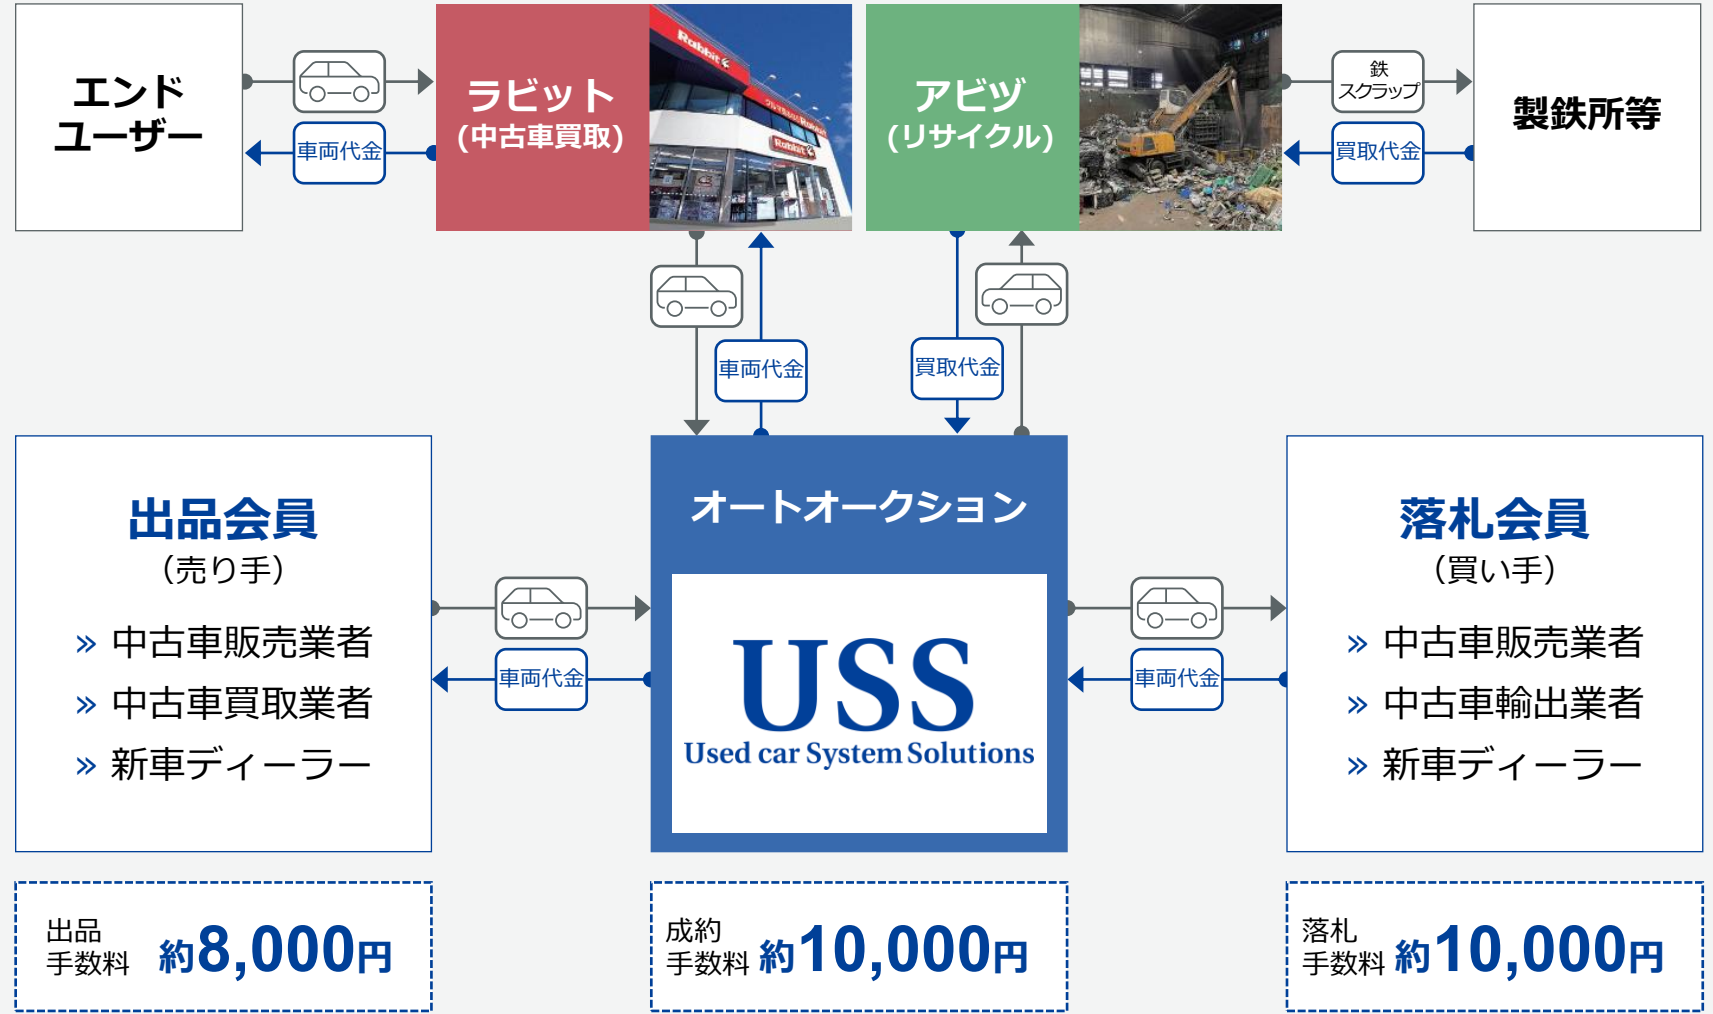 エンド
ユーザー
車両代金
ラビット
(中古車買取)
Rabbit
Rabbit
アビヅ
(リサイクル)
鉄
スクラップ
買取代金
製鉄所等
車両代金
買取代金
出品会員
（売り手）
» 中古車販売業者
» 中古車買取業者
» 新車ディーラー
車両代金
オートオークション
USS
Used car System Solutions
車両代金
落札会員
（買い手）
» 中古車販売業者
» 中古車輸出業者
» 新車ディーラー
出品
手数料
約8,000円
成約
手数料
約10,000円
落札
手数料
約10,000円